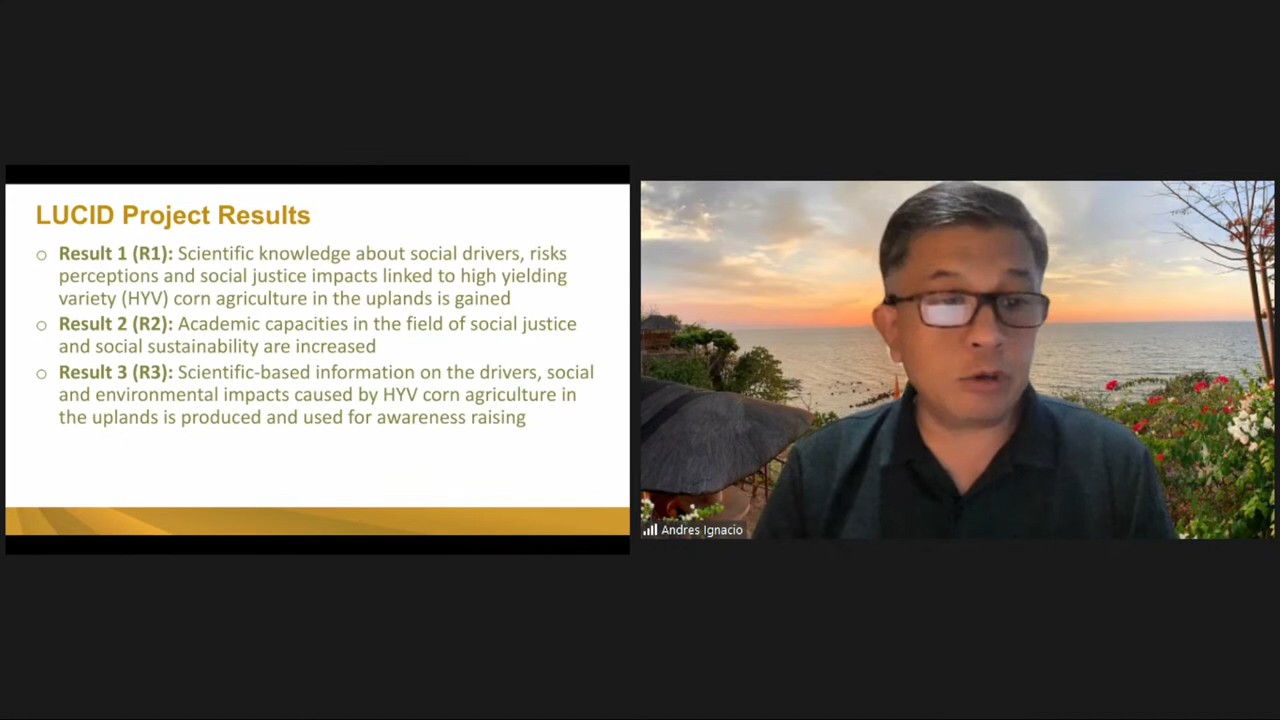 LUCID Project Results
○ Result 1 (R1): Scientific knowledge about social drivers, risks
perceptions and social justice impacts linked to high yielding
variety (HYV) corn agriculture in the uplands is gained
○ Result 2 (R2): Academic capacities in the field of social justice
and social sustainability are increased
○ Result 3 (R3): Scientific-based information on the drivers, social
and environmental impacts caused by HYV corn agriculture in
the uplands is produced and used for awareness raising
Andres Ignacio